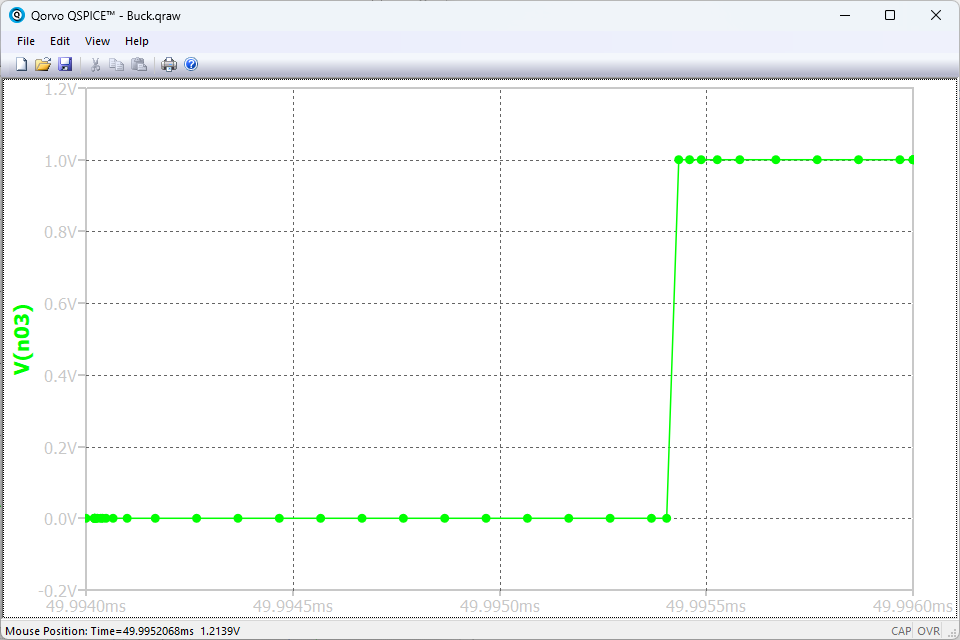 Qorvo QSPICE™ - Buck.qraw
File Edit View Help
1.2V
1.0V
0.8V
0.6V
0.4V
0.2V
0.0V
-0.2V
V(n03)
49.9940ms 49.9945ms 49.9950ms 49.9955ms 49.9960ms
Mouse Position: Time=49.9952068ms 1.2139V CAP OVR